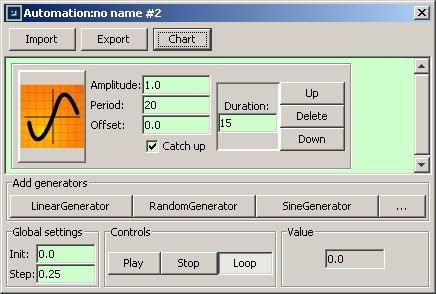 Automation:no name #2
Import Export Chart
Amplitude: 1.0
Period: 20
Offset: 0.0
Catch up
Duration:
15
Up
Delete
Down
Add generators
LinearGenerator RandomGenerator SineGenerator ...
Global settings
Init: 0.0
Step: 0.25
Controls
Play Stop Loop
Value
0.0